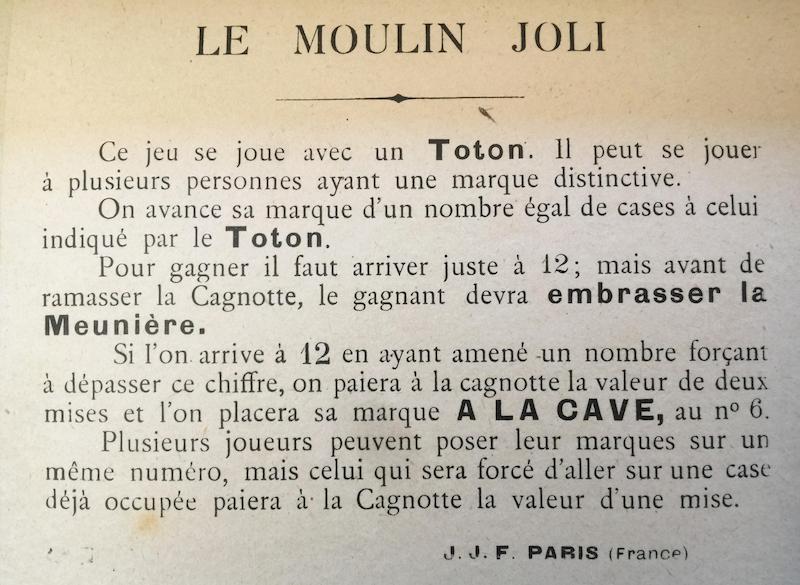 LE MOULIN JOLI
Ce jeu se joue avec un Toton. Il peut se jouer
à plusieurs personnes ayant une marque distinctive.
On avance sa marque d'un nombre égal de cases à celui
indiqué par le Toton.
Pour gagner il faut arriver juste à 12; mais avant de
ramasser la Cagnotte, le gagnant devra embrasser la
Meunière.
Si l'on arrive à 12 en ayant amené un nombre forçant
à dépasser ce chiffre, on paiera à la cagnotte la valeur de deux
mises et l'on placera sa marque A LA CAVE, au nº 6.
Plusieurs joueurs peuvent poser leur marques sur un
même numéro, mais celui qui sera forcé d'aller sur une case
déjà occupée paiera à la Cagnotte la valeur d'une mise.
J. J. F. PARIS (France)